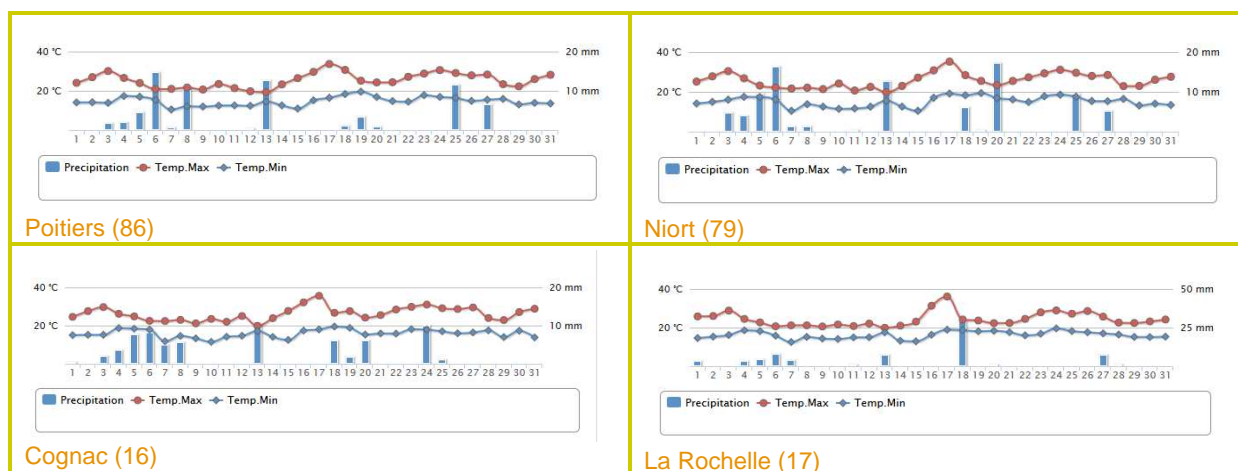 40 °C
20 mm
20 °C
10 mm
1 2 3 4 5 6 7 8 9 10 11 12 13 14 15 16 17 18 19 20 21 22 23 24 25 26 27 28 29 30 31
Precipitation Temp.Max Temp.Min
Poitiers (86)
40 °C
20 mm
20 °C
10 mm
1 2 3 4 5 6 7 8 9 10 11 12 13 14 15 16 17 18 19 20 21 22 23 24 25 26 27 28 29 30 31
Precipitation Temp.Max Temp.Min
Niort (79)
40 °C
20 mm
20 °C
10 mm
1 2 3 4 5 6 7 8 9 10 11 12 13 14 15 16 17 18 19 20 21 22 23 24 25 26 27 28 29 30 31
Precipitation Temp.Max Temp.Min
Cognac (16)
40 °C
50 mm
20 °C
25 mm
1 2 3 4 5 6 7 8 9 10 11 12 13 14 15 16 17 18 19 20 21 22 23 24 25 26 27 28 29 30 31
Precipitation Temp.Max Temp.Min
La Rochelle (17)